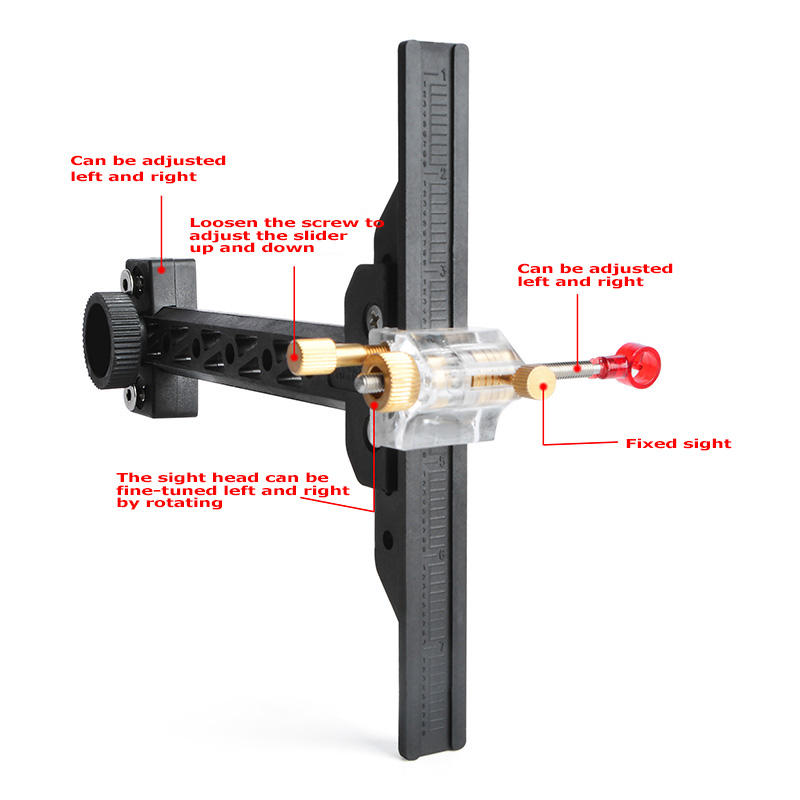 Can be adjusted
left and right
Loosen the screw to
adjust the slider
up and down
Can be adjusted
left and right
Fixed sight
The sight head can be
fine-tuned left and right
by rotating
1
2
3
5
6
7